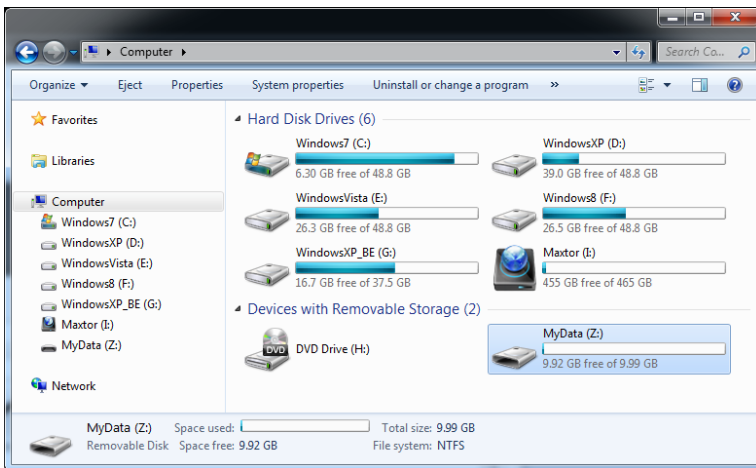 Computer
Search Co...
Organize Eject Properties System properties Uninstall or change a program »
Favorites
Libraries
Computer
Windows7 (C:)
WindowsXP (D:)
WindowsVista (E:)
Windows8 (F:)
WindowsXP_BE (G:)
Maxtor (I:)
MyData (Z:)
Network
Hard Disk Drives (6)
Windows7 (C:)
6.30 GB free of 48.8 GB
WindowsXP (D:)
39.0 GB free of 48.8 GB
WindowsVista (E:)
26.3 GB free of 48.8 GB
Windows8 (F:)
26.5 GB free of 48.8 GB
WindowsXP_BE (G:)
16.7 GB free of 37.5 GB
Maxtor (I:)
455 GB free of 465 GB
Devices with Removable Storage (2)
DVD
DVD Drive (H:)
MyData (Z:)
9.92 GB free of 9.99 GB
MyData (Z:) Space used: Total size: 9.99 GB
Removable Disk Space free: 9.92 GB File system: NTFS